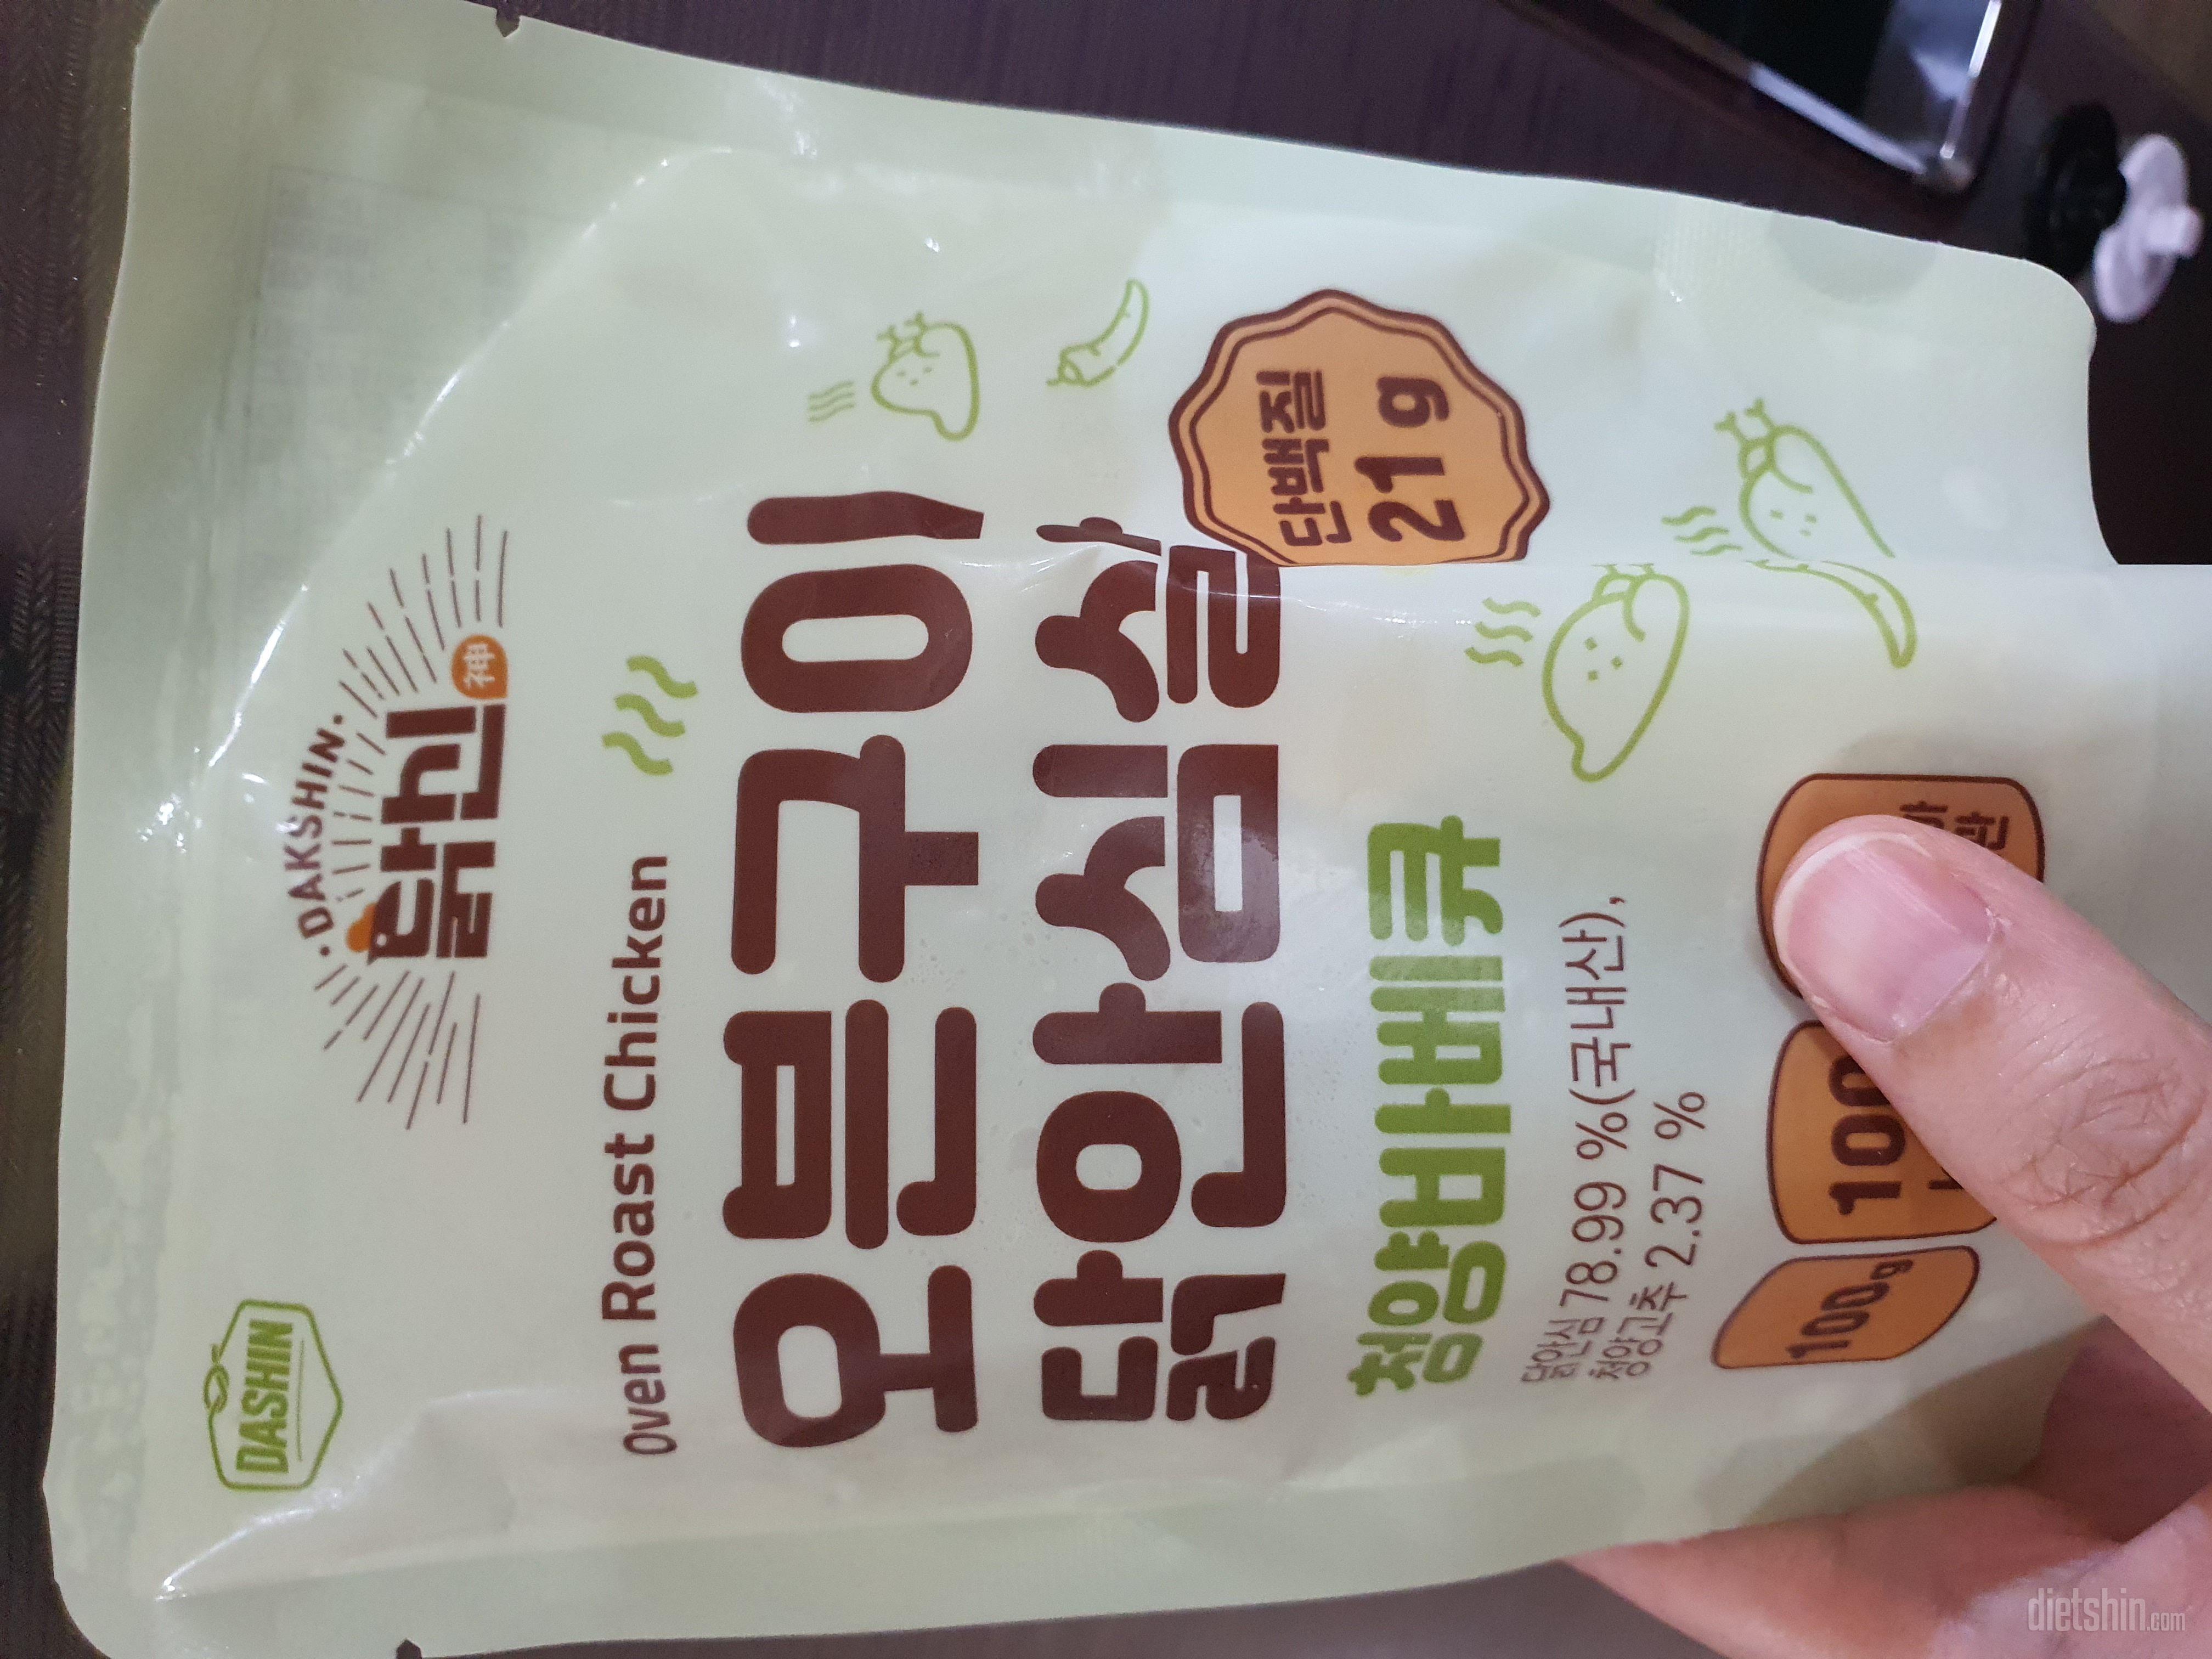 DASHIN
DAKSHIN
닭신
神
Oven Roast Chicken
오븐구이
닭안심살
단백질
21 g
청양바베큐
닭안심 78.99 %(국내산),
청양고추 2.37 %
100g
100
dietshin.com